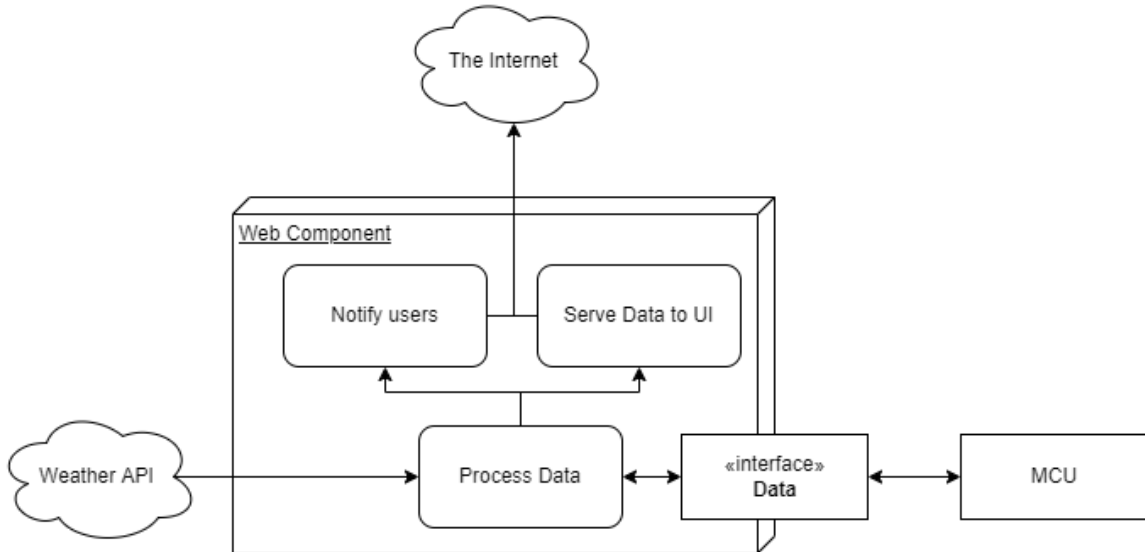 The Internet
Web Component
Notify users
Serve Data to UI
Weather API
Process Data
«interface»
Data
MCU